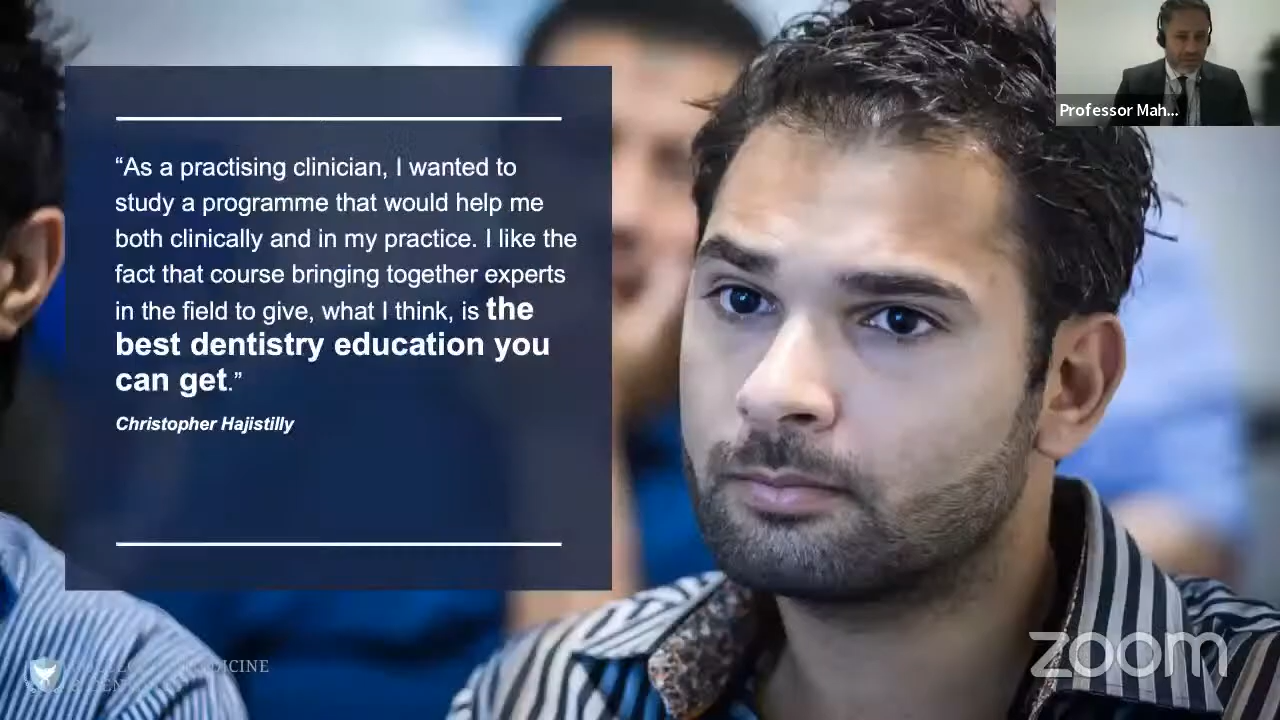 “As a practising clinician, I wanted to
study a programme that would help me
both clinically and in my practice. I like the
fact that course bringing together experts
in the field to give, what I think, is the
best dentistry education you
can get.”
Christopher Hajistilly
Professor Mah...
zoom